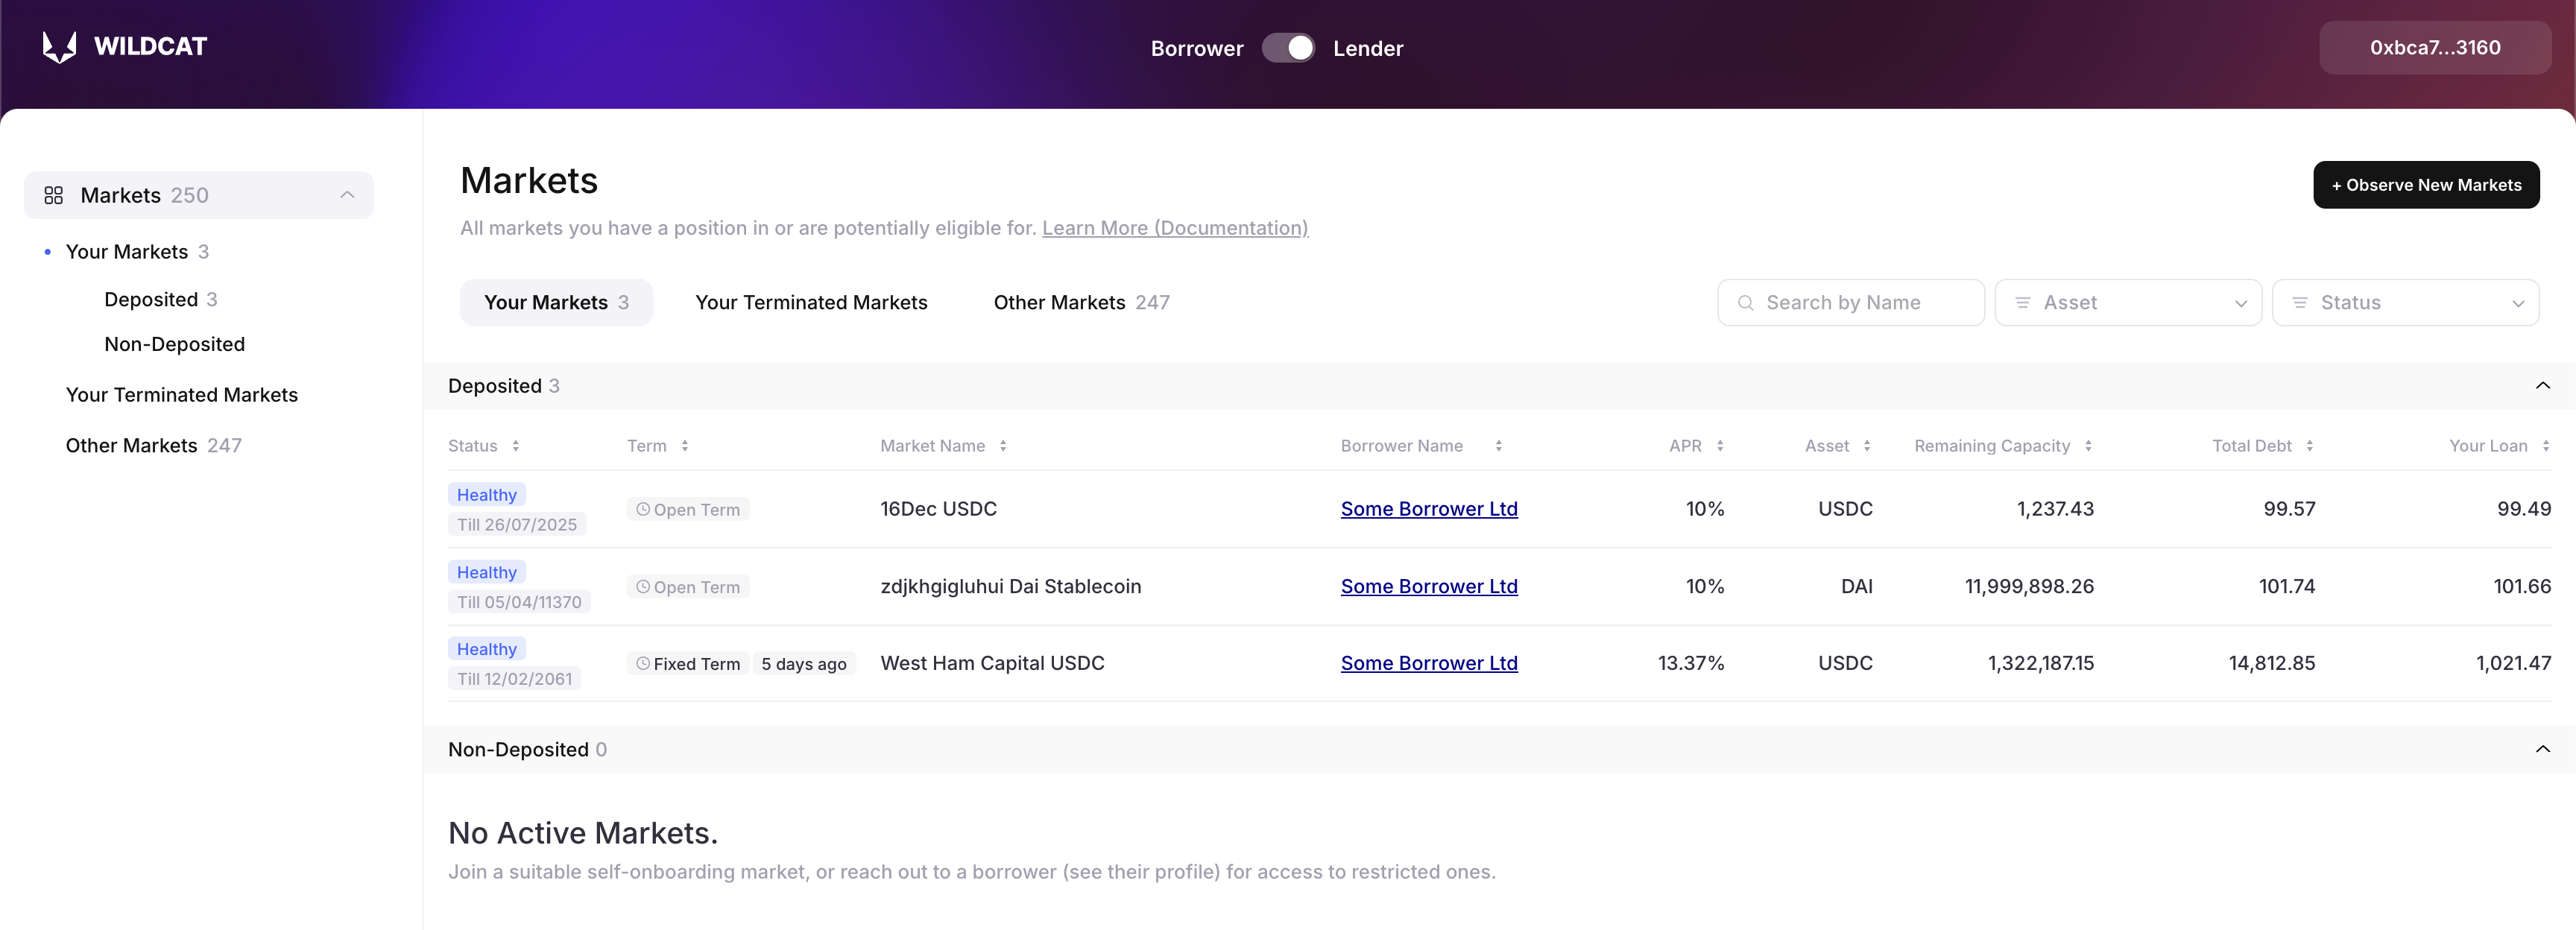 WILDCAT
Borrower Lender
0xbca7...3160
Markets 250
Your Markets 3
Deposited 3
Non-Deposited
Your Terminated Markets
Other Markets 247
Markets
All markets you have a position in or are potentially eligible for. Learn More (Documentation)
+ Observe New Markets
Your Markets 3 Your Terminated Markets Other Markets 247
Search by Name Asset Status
Deposited 3
Status Term Market Name Borrower Name APR Asset Remaining Capacity Total Debt Your Loan
Healthy
Till 26/07/2025
Open Term 16Dec USDC Some Borrower Ltd 10% USDC 1,237.43 99.57 99.49
Healthy
Till 05/04/11370
Open Term zdjkhgigluhui Dai Stablecoin Some Borrower Ltd 10% DAI 11,999,898.26 101.74 101.66
Healthy
Till 12/02/2061
Fixed Term 5 days ago West Ham Capital USDC Some Borrower Ltd 13.37% USDC 1,322,187.15 14,812.85 1,021.47
Non-Deposited 0
No Active Markets.
Join a suitable self-onboarding market, or reach out to a borrower (see their profile) for access to restricted ones.